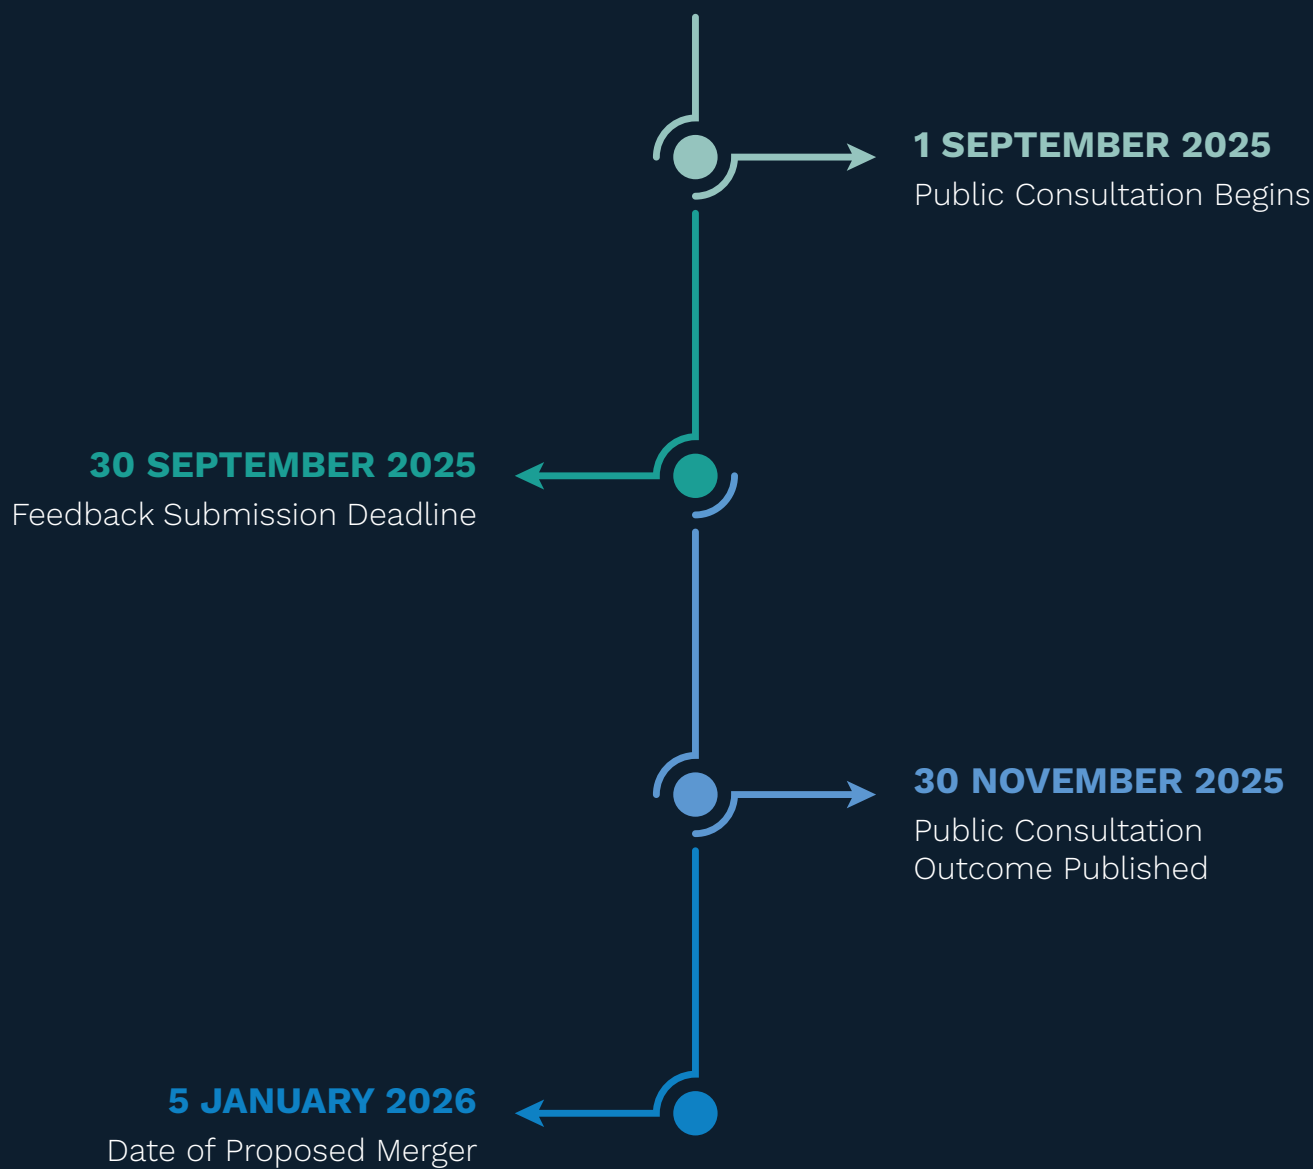 1 SEPTEMBER 2025
Public Consultation Begins
30 SEPTEMBER 2025
Feedback Submission Deadline
30 NOVEMBER 2025
Public Consultation
Outcome Published
5 JANUARY 2026
Date of Proposed Merger